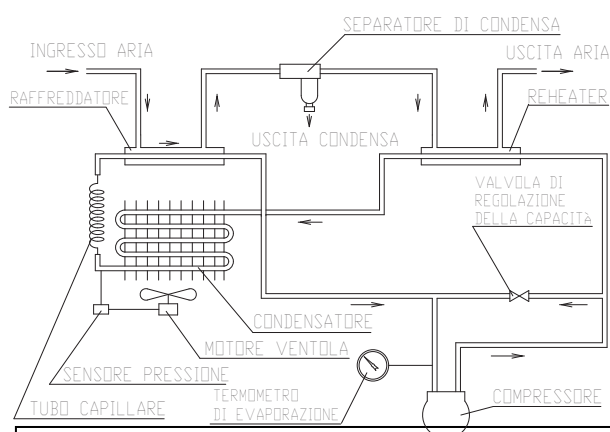 SEPARATORE DI CONDENSA
INGRESSO ARIA
USCITA ARIA
RAFFREDDATORE
REHEATER
USCITA CONDENSA
VALVOLA DI
REGOLAZIONE
DELLA CAPACITÀ
CONDENSATORE
MOTORE VENTOLA
SENSORE PRESSIONE
TERMOMETRO
DI EVAPORAZIONE
COMPRESSORE
TUBO CAPILLARE